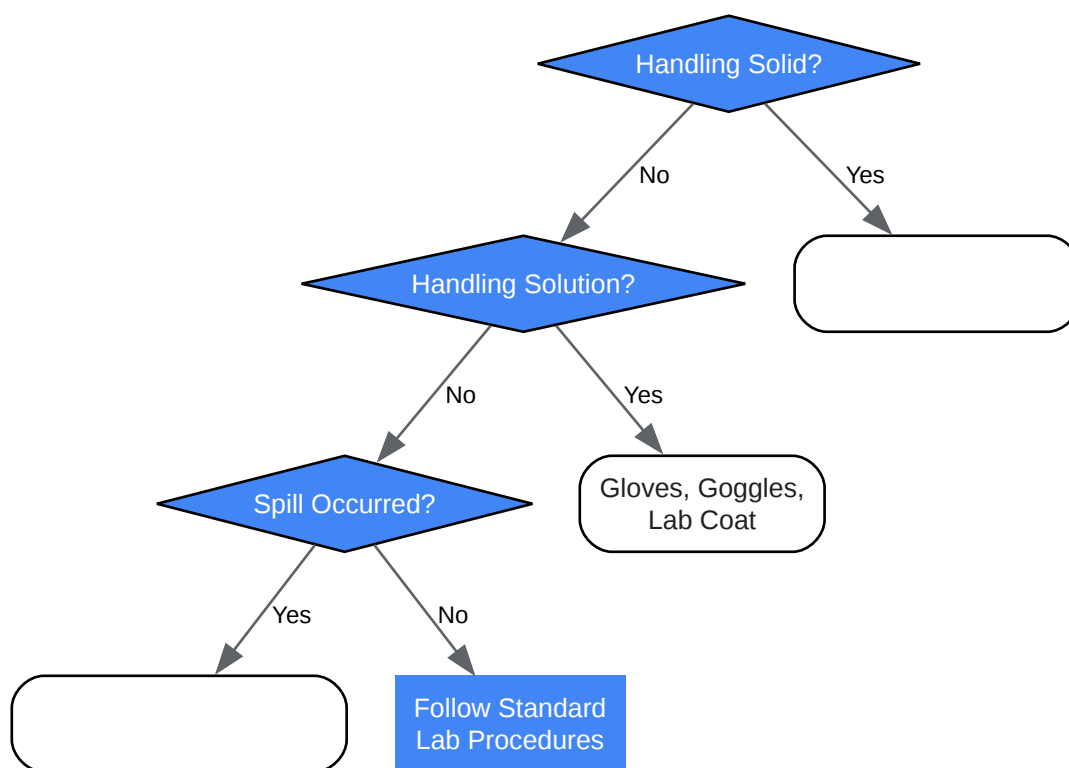 Handling Solid?
No
Yes
Handling Solution?
No
Yes
Spill Occurred?
Gloves, Goggles,
Lab Coat
Yes
No
Follow Standard
Lab Procedures